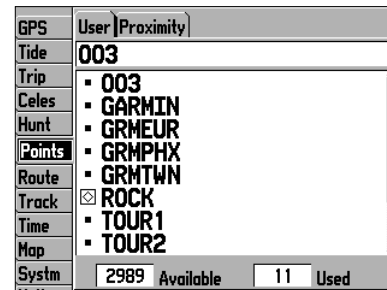 GPS
Tide
Trip
Celes
Hunt
Points
Route
Track
Time
Map
Systm
User Proximity
003
003
GARMIN
GRMEUR
GRMPHX
GRMTWN
ROCK
TOUR1
TOUR2
2989 Available 11 Used